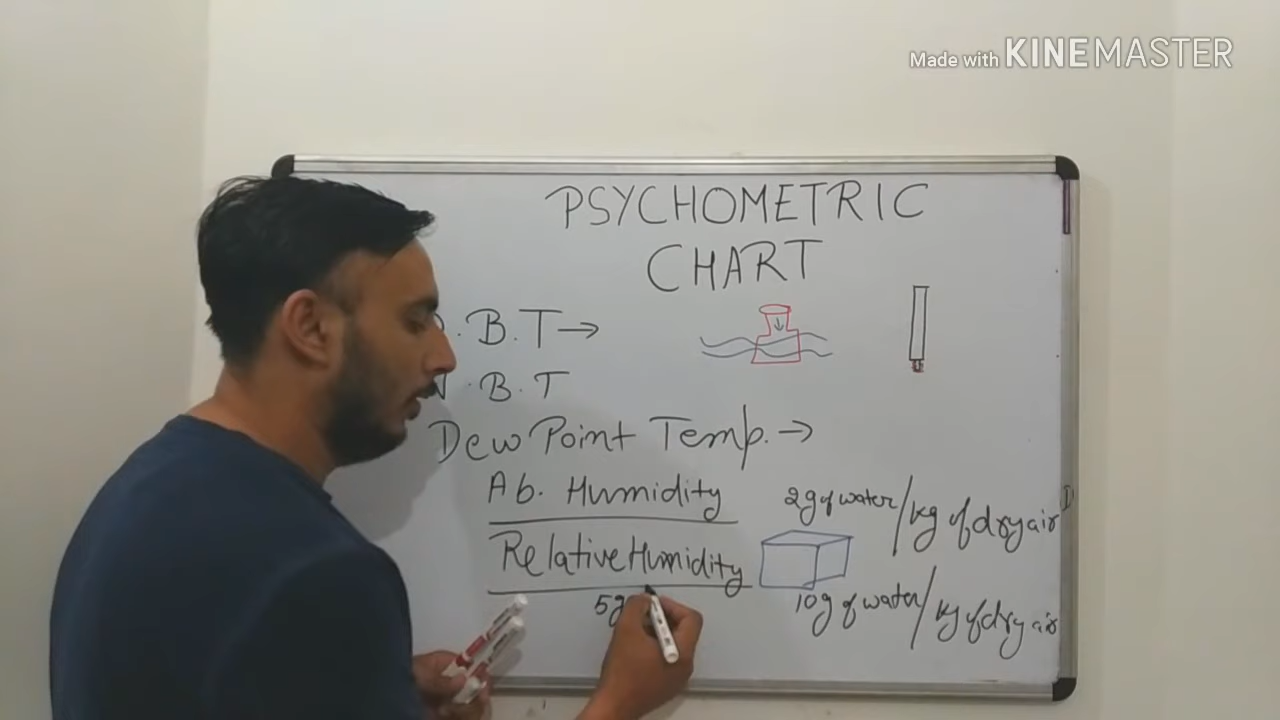 Made with KINEMASTER
PSYCHOMETRIC
CHART
. B. T →
. B. T
Dew Point Temp. →
Ab. Humidity
2g of water/kg of dry air
Relative Humidity
10g of water/kg of dry air
5g